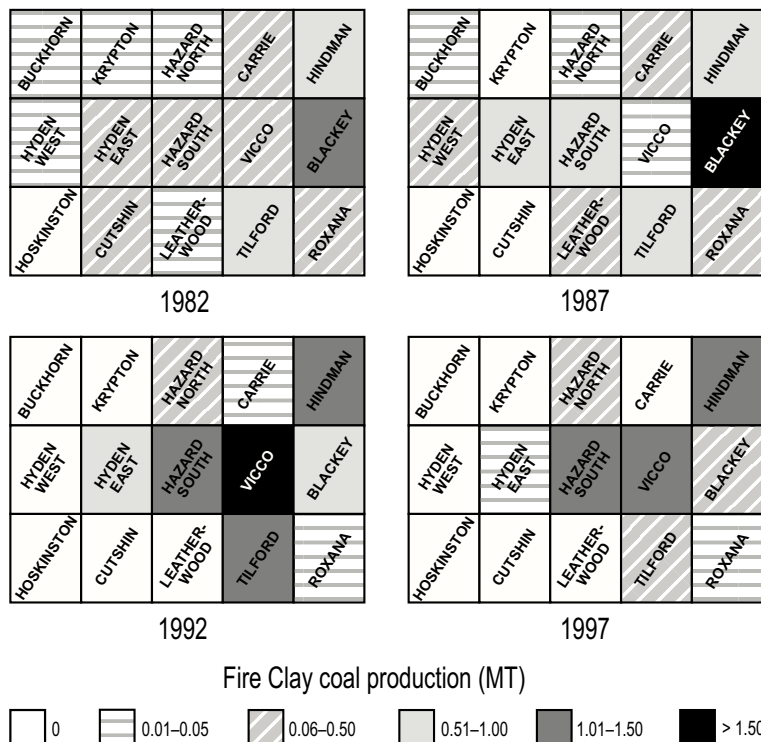 BUCKHORN
KRYPTON
HAZARD
NORTH
CARRIE
HINDMAN
HYDEN
WEST
HYDEN
EAST
HAZARD
SOUTH
VICCO
BLACKEY
HOSKINSTON
CUTSHIN
LEATHER-
WOOD
TILFORD
ROXANA
1982
BUCKHORN
KRYPTON
HAZARD
NORTH
CARRIE
HINDMAN
HYDEN
WEST
HYDEN
EAST
HAZARD
SOUTH
VICCO
BLACKEY
HOSKINSTON
CUTSHIN
LEATHER-
WOOD
TILFORD
ROXANA
1987
BUCKHORN
KRYPTON
HAZARD
NORTH
CARRIE
HINDMAN
HYDEN
WEST
HYDEN
EAST
HAZARD
SOUTH
VICCO
BLACKEY
HOSKINSTON
CUTSHIN
LEATHER-
WOOD
TILFORD
ROXANA
1992
BUCKHORN
KRYPTON
HAZARD
NORTH
CARRIE
HINDMAN
HYDEN
WEST
HYDEN
EAST
HAZARD
SOUTH
VICCO
BLACKEY
HOSKINSTON
CUTSHIN
LEATHER-
WOOD
TILFORD
ROXANA
1997
Fire Clay coal production (MT)
0 0.01–0.05 0.06–0.50 0.51–1.00 1.01–1.50 > 1.50